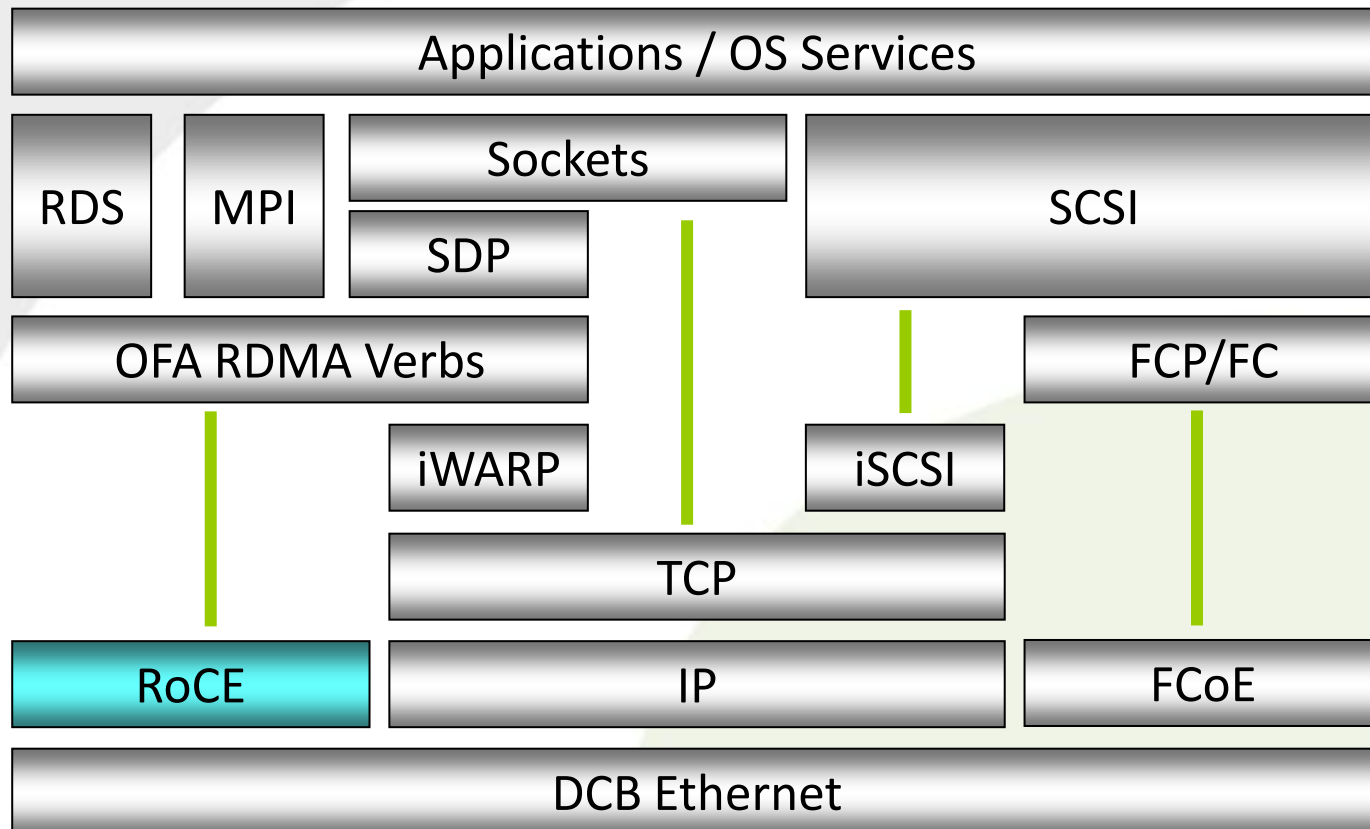 Applications / OS Services
RDS
MPI
Sockets
SCSI
SDP
OFA RDMA Verbs
FCP/FC
iWARP
iSCSI
TCP
RoCE
IP
FCoE
DCB Ethernet